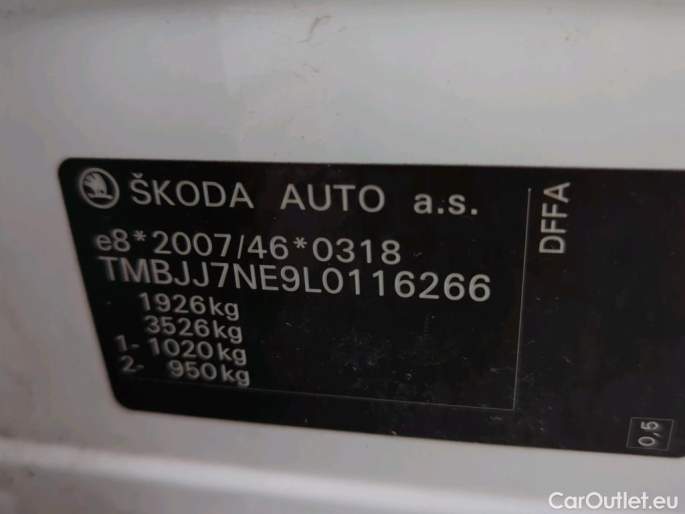 ŠKODA AUTO a.s.
e8*2007/46*0318
TMBJJ7NE9L0116266
1926kg
3526kg
1- 1020kg
2- 950kg
DFFA
0,5
CarOutlet.eu